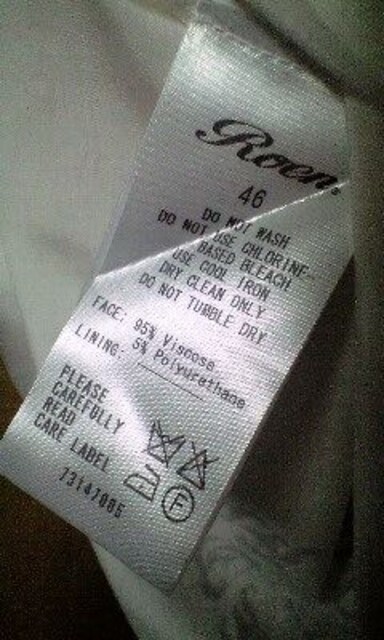 Roen.
46
DO NOT WASH
DO NOT USE CHLORINE-
BASED BLEACH
USE COOL IRON
DRY CLEAN ONLY
DO NOT TUMBLE DRY
FACE: 95% Viscose
5% Polyurethane
LINING:
PLEASE
CAREFULLY
READ
CARE LABEL
F
73147005